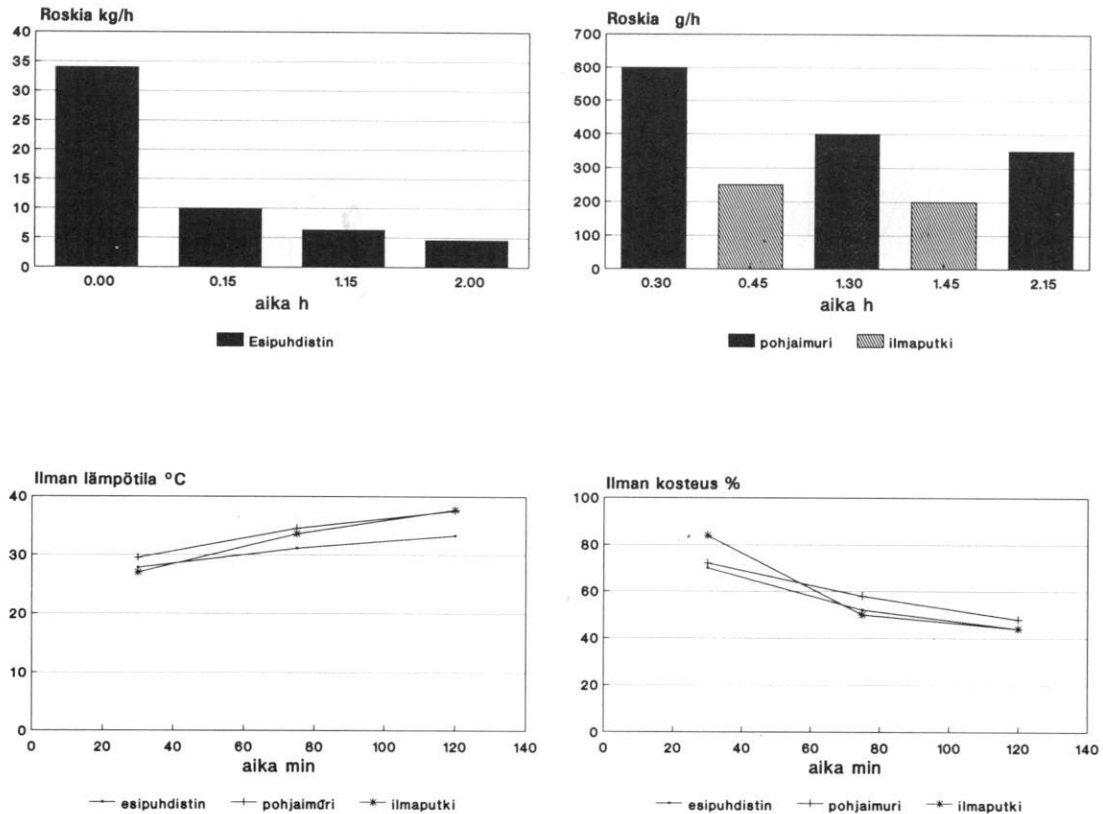 Roskia kg/h
40
35
30
25
20
15
10
5
0
0.00 0.15 1.15 2.00
aika h
Esipuhdistin
Roskia g/h
700
600
500
400
300
200
100
0
0.30 0.45 1.30 1.45 2.15
aika h
pohjaimuri ilmaputki
Ilman lämpötila °C
40
30
20
10
0
0 20 40 60 80 100 120 140
aika min
esipuhdistin pohjaimuri ilmaputki
Ilman kosteus %
100
80
60
40
20
0
0 20 40 60 80 100 120 140
aika min
esipuhdistin pohjaimuri ilmaputki